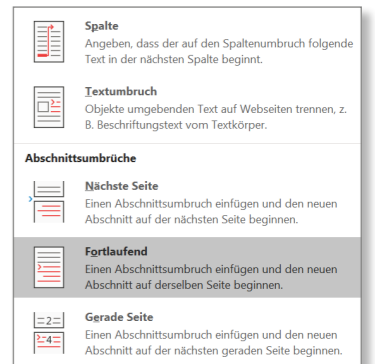 Spalte
Angeben, dass der auf den Spaltenumbruch folgende
Text in der nächsten Spalte beginnt.
Textumbruch
Objekte umgebenden Text auf Webseiten trennen, z.
B. Beschriftungstext vom Textkörper.
Abschnittsumbrüche
Nächste Seite
Einen Abschnittsumbruch einfügen und den neuen
Abschnitt auf der nächsten Seite beginnen.
Fortlaufend
Einen Abschnittsumbruch einfügen und den neuen
Abschnitt auf derselben Seite beginnen.
Gerade Seite
Einen Abschnittsumbruch einfügen und den neuen
Abschnitt auf der nächsten geraden Seite beginnen.
2
4